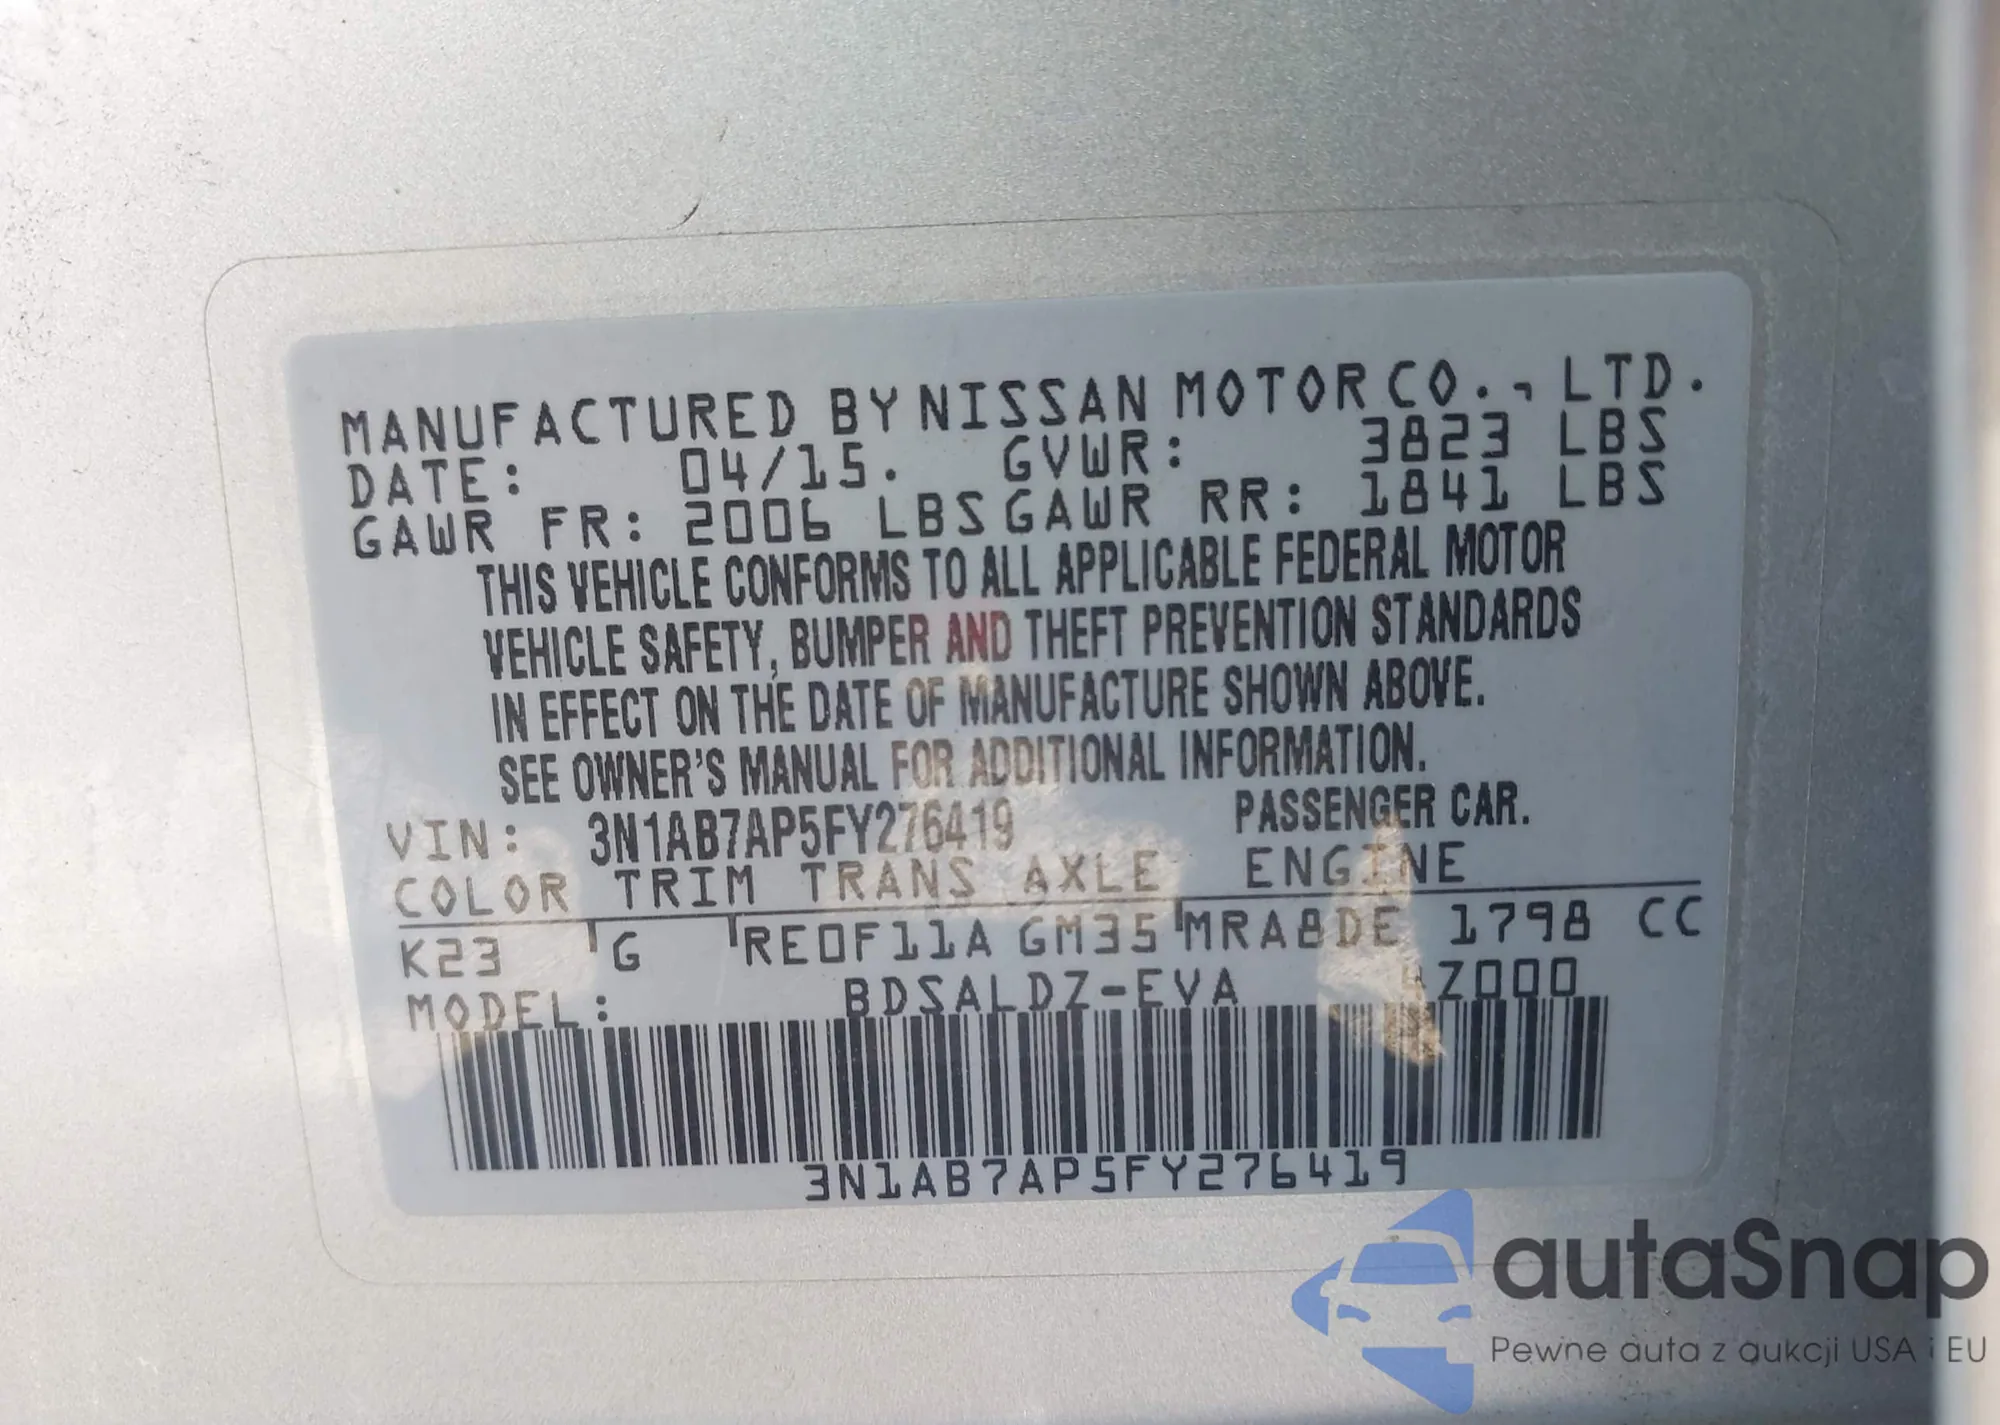 MANUFACTURED BY NISSAN MOTOR CO., LTD.
DATE: 04/15. GVWR: 3823 LBS
GAWR FR: 2006 LBS GAWR RR: 1841 LBS
THIS VEHICLE CONFORMS TO ALL APPLICABLE FEDERAL MOTOR
VEHICLE SAFETY, BUMPER AND THEFT PREVENTION STANDARDS
IN EFFECT ON THE DATE OF MANUFACTURE SHOWN ABOVE.
SEE OWNER'S MANUAL FOR ADDITIONAL INFORMATION.
VIN: 3N1AB7AP5FY276419 PASSENGER CAR.
COLOR TRIM TRANS AXLE ENGINE
K23 G RE0F11A GM35 MRA8DE 1798 CC
MODEL: BDSALDZ-EVA
3N1AB7AP5FY276419
autaSnap
Pewne auta z aukcji USA i EU